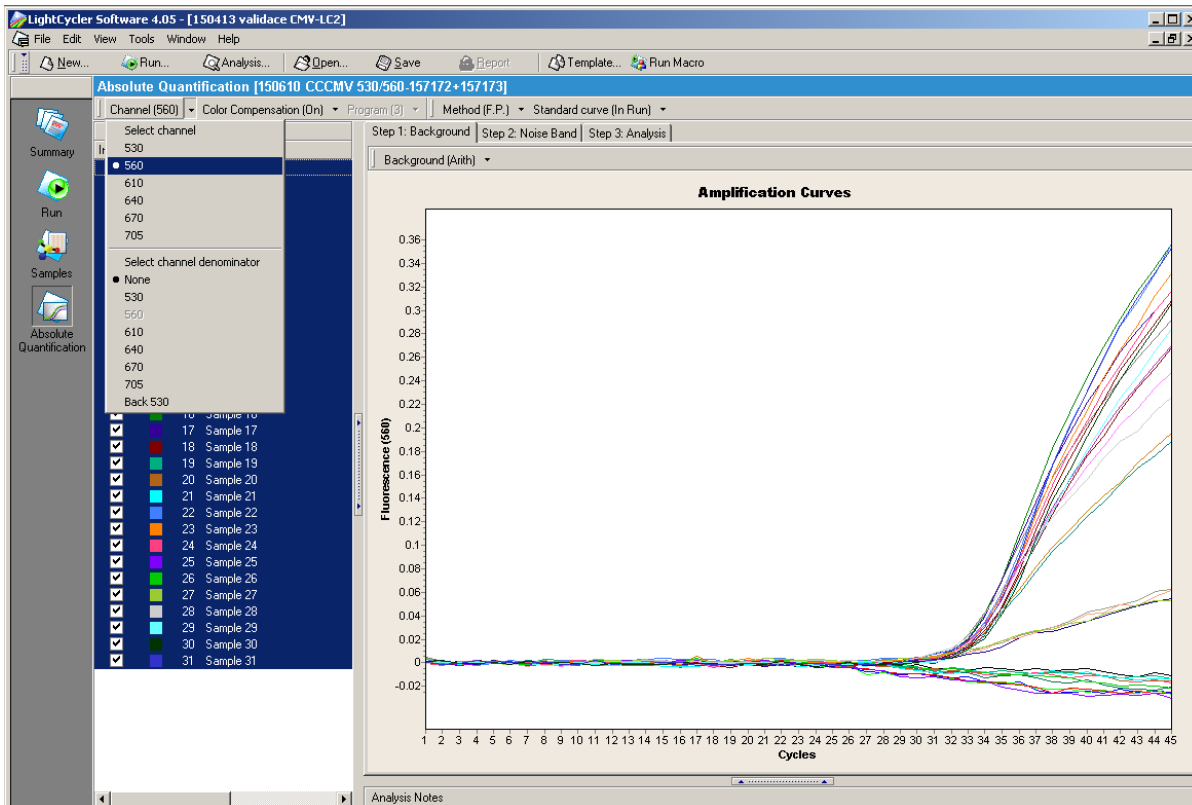 LightCycler Software 4.05 - [150413 validace CMV-LC2]
File Edit View Tools Window Help
New... Run... Analysis... Open... Save Report Template... Run Macro
Absolute Quantification [150610 CCCMV 530/560-157172+157173]
Channel (560) Color Compensation (On) Program (3) Method (F.P.) Standard curve (In Run)
Summary
Run
Samples
Absolute
Quantification
Select channel
530
560
610
640
670
705
Select channel denominator
None
530
560
610
640
670
705
Back 530
17 Sample 17
18 Sample 18
19 Sample 19
20 Sample 20
21 Sample 21
22 Sample 22
23 Sample 23
24 Sample 24
25 Sample 25
26 Sample 26
27 Sample 27
28 Sample 28
29 Sample 29
30 Sample 30
31 Sample 31
Step 1: Background Step 2: Noise Band Step 3: Analysis
Background (Arith)
Amplification Curves
Fluorescence (560)
0.36
0.34
0.32
0.3
0.28
0.26
0.24
0.22
0.2
0.18
0.16
0.14
0.12
0.1
0.08
0.06
0.04
0.02
0
-0.02
1 2 3 4 5 6 7 8 9 10 11 12 13 14 15 16 17 18 19 20 21 22 23 24 25 26 27 28 29 30 31 32 33 34 35 36 37 38 39 40 41 42 43 44 45
Cycles
Analysis Notes